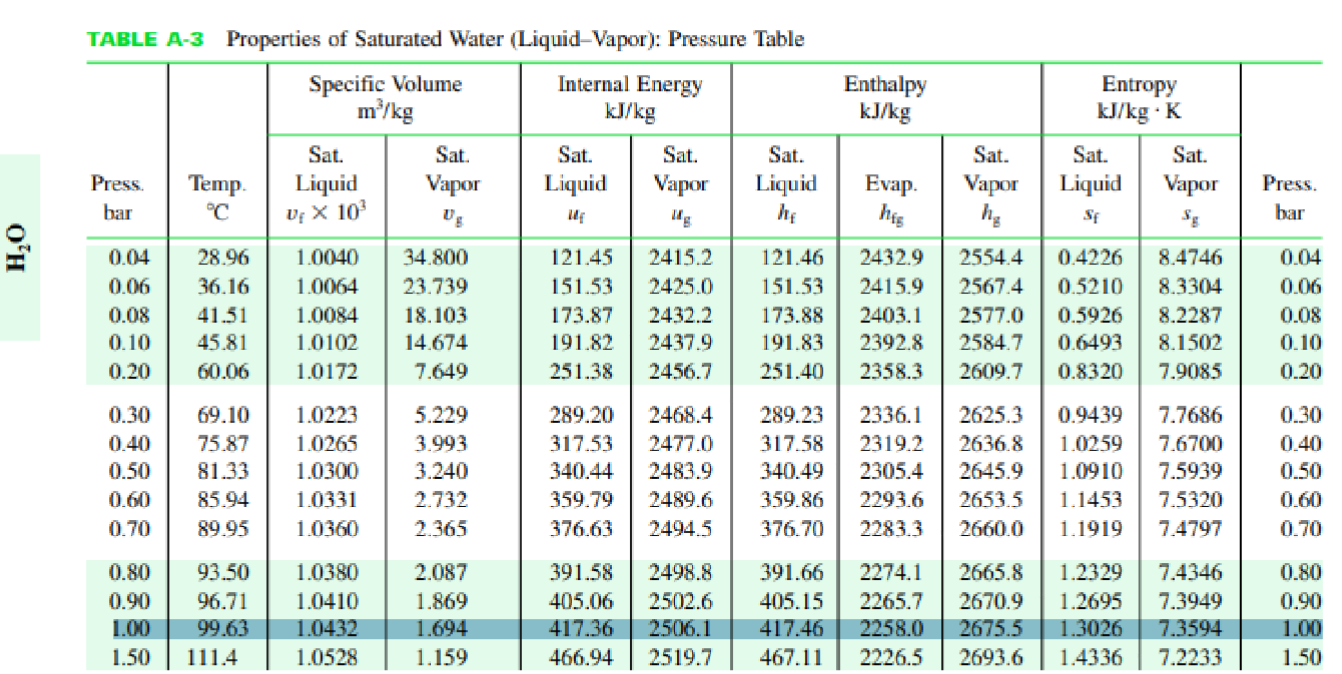 TABLE A-3 Properties of Saturated Water (Liquid–Vapor): Pressure Table
Specific Volume Internal Energy Enthalpy Entropy
m³/kg kJ/kg kJ/kg kJ/kg · K
Sat. Sat. Sat. Sat. Sat. Sat. Sat. Sat.
Press. Temp. Liquid Vapor Liquid Vapor Liquid Evap. Vapor Liquid Vapor Press.
bar °C vf × 10³ vg uf ug hf hfg hg sf sg bar
H₂O
0.04 28.96 1.0040 34.800 121.45 2415.2 121.46 2432.9 2554.4 0.4226 8.4746 0.04
0.06 36.16 1.0064 23.739 151.53 2425.0 151.53 2415.9 2567.4 0.5210 8.3304 0.06
0.08 41.51 1.0084 18.103 173.87 2432.2 173.88 2403.1 2577.0 0.5926 8.2287 0.08
0.10 45.81 1.0102 14.674 191.82 2437.9 191.83 2392.8 2584.7 0.6493 8.1502 0.10
0.20 60.06 1.0172 7.649 251.38 2456.7 251.40 2358.3 2609.7 0.8320 7.9085 0.20
0.30 69.10 1.0223 5.229 289.20 2468.4 289.23 2336.1 2625.3 0.9439 7.7686 0.30
0.40 75.87 1.0265 3.993 317.53 2477.0 317.58 2319.2 2636.8 1.0259 7.6700 0.40
0.50 81.33 1.0300 3.240 340.44 2483.9 340.49 2305.4 2645.9 1.0910 7.5939 0.50
0.60 85.94 1.0331 2.732 359.79 2489.6 359.86 2293.6 2653.5 1.1453 7.5320 0.60
0.70 89.95 1.0360 2.365 376.63 2494.5 376.70 2283.3 2660.0 1.1919 7.4797 0.70
0.80 93.50 1.0380 2.087 391.58 2498.8 391.66 2274.1 2665.8 1.2329 7.4346 0.80
0.90 96.71 1.0410 1.869 405.06 2502.6 405.15 2265.7 2670.9 1.2695 7.3949 0.90
1.00 99.63 1.0432 1.694 417.36 2506.1 417.46 2258.0 2675.5 1.3026 7.3594 1.00
1.50 111.4 1.0528 1.159 466.94 2519.7 467.11 2226.5 2693.6 1.4336 7.2233 1.50